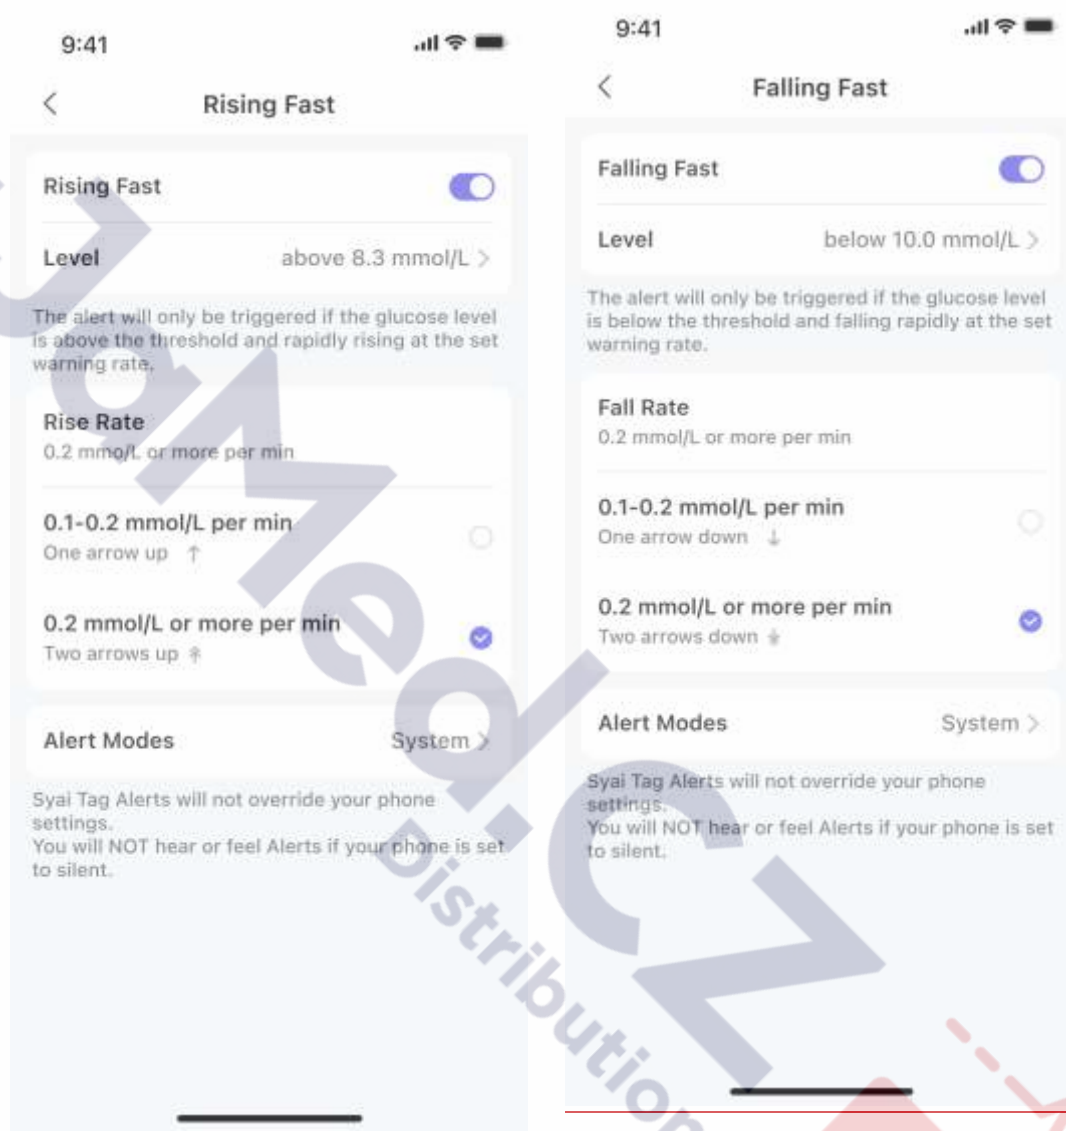 9:41
Rising Fast
Rising Fast
Level above 8.3 mmol/L >
The alert will only be triggered if the glucose level
is above the threshold and rapidly rising at the set
warning rate.
Rise Rate
0.2 mmo/L or more per min
0.1-0.2 mmol/L per min
One arrow up ↑
0.2 mmol/L or more per min
Two arrows up
Alert Modes System >
Syai Tag Alerts will not override your phone
settings.
You will NOT hear or feel Alerts if your phone is set
to silent.
9:41
Falling Fast
Falling Fast
Level below 10.0 mmol/L >
The alert will only be triggered if the glucose level
is below the threshold and falling rapidly at the set
warning rate.
Fall Rate
0.2 mmol/L or more per min
0.1-0.2 mmol/L per min
One arrow down ↓
0.2 mmol/L or more per min
Two arrows down
Alert Modes System >
Syai Tag Alerts will not override your phone
settings.
You will NOT hear or feel Alerts if your phone is set
to silent.
JaMed.CZ
Distribution